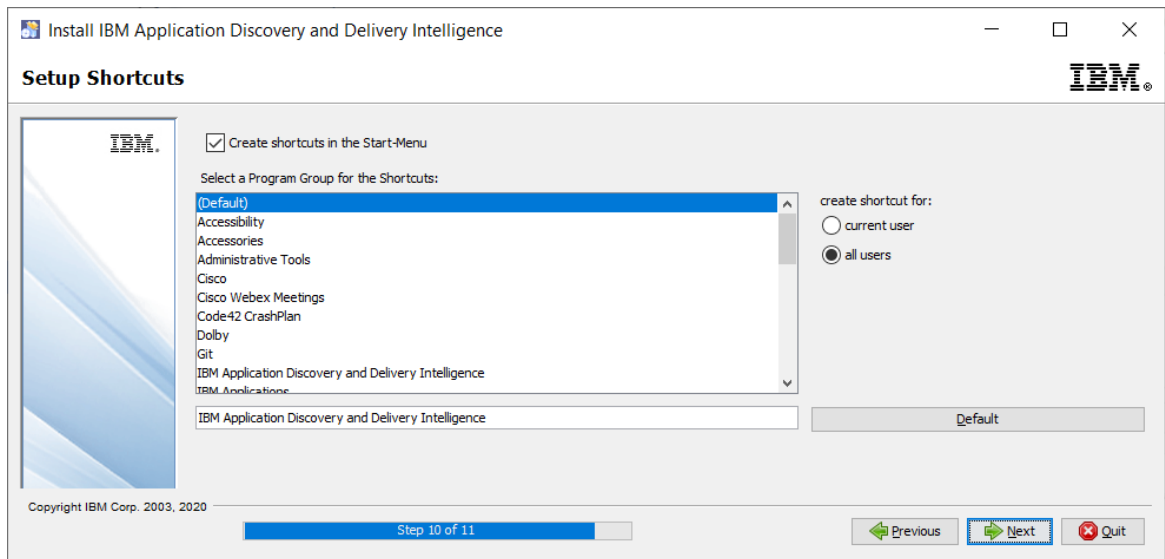 Install IBM Application Discovery and Delivery Intelligence
Setup Shortcuts
IBM®
IBM.
Create shortcuts in the Start-Menu
Select a Program Group for the Shortcuts:
(Default)
Accessibility
Accessories
Administrative Tools
Cisco
Cisco Webex Meetings
Code42 CrashPlan
Dolby
Git
IBM Application Discovery and Delivery Intelligence
IBM Applications
IBM Application Discovery and Delivery Intelligence
create shortcut for:
current user
all users
Default
Copyright IBM Corp. 2003, 2020
Step 10 of 11
Previous
Next
Quit